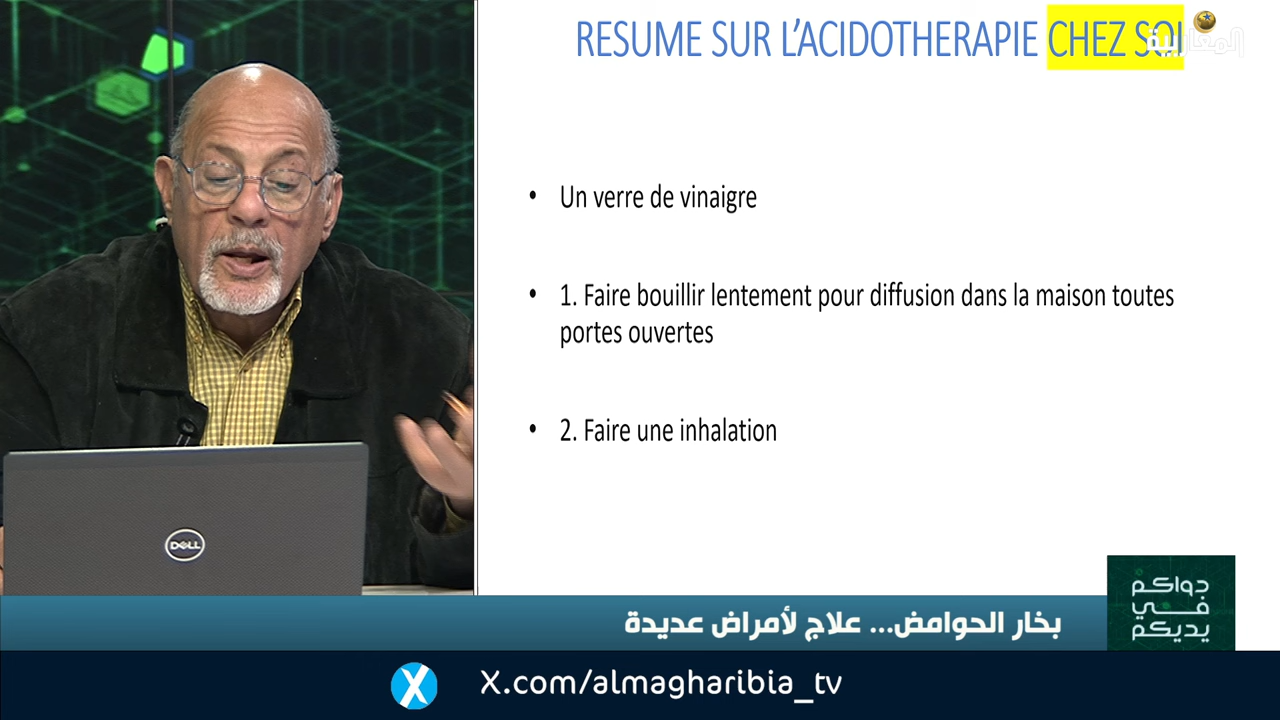 RESUME SUR L’ACIDOTHERAPIE CHEZ SOI
المغاربية
• Un verre de vinaigre
• 1. Faire bouillir lentement pour diffusion dans la maison toutes
portes ouvertes
• 2. Faire une inhalation
DELL
دواكم
في
يديكم
بخار الحوامض... علاج لأمراض عديدة
X.com/almagharibia_tv